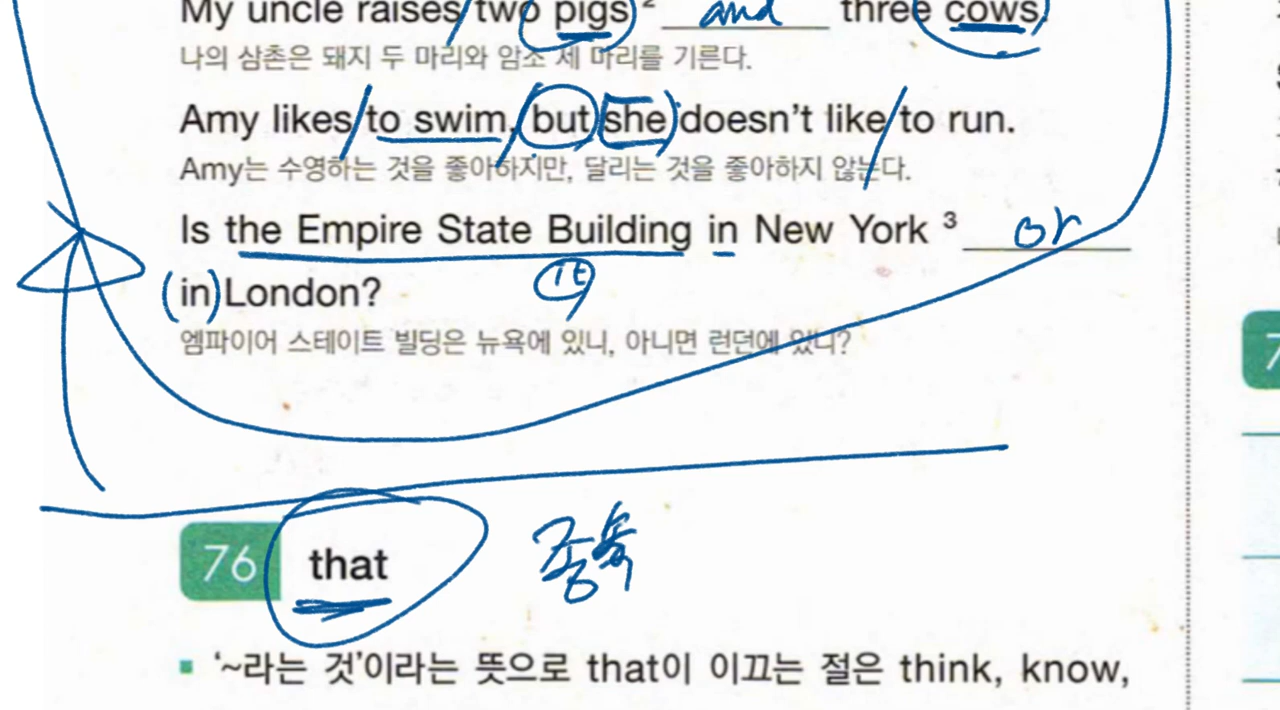 My uncle raises two pigs ² and three cows.
나의 삼촌은 돼지 두 마리와 암소 세 마리를 기른다.
Amy likes to swim, but she doesn't like to run.
Amy는 수영하는 것을 좋아하지만, 달리는 것을 좋아하지 않는다.
Is the Empire State Building in New York ³ or
(in) London?
it
엠파이어 스테이트 빌딩은 뉴욕에 있니, 아니면 런던에 있니?
76 that
▪ '~라는 것'이라는 뜻으로 that이 이끄는 절은 think, know,